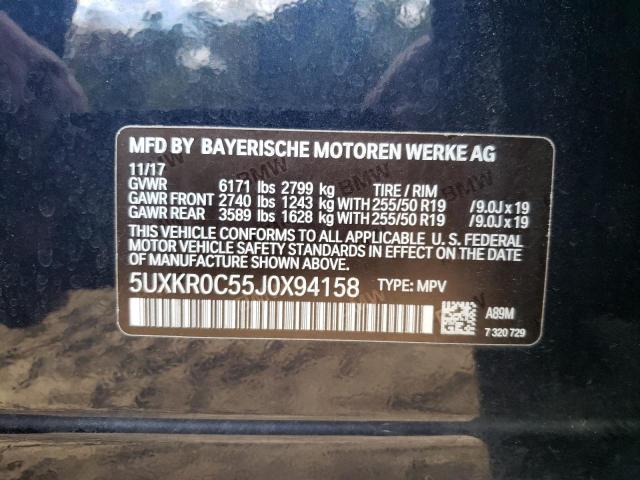 MFD BY BAYERISCHE MOTOREN WERKE AG
11/17
GVWR 6171 lbs 2799 kg TIRE / RIM
GAWR FRONT 2740 lbs 1243 kg WITH 255/50 R19 /9.0J x 19
GAWR REAR 3589 lbs 1628 kg WITH 255/50 R19 /9.0J x 19
THIS VEHICLE CONFORMS TO ALL APPLICABLE U. S. FEDERAL
MOTOR VEHICLE SAFETY STANDARDS IN EFFECT ON THE DATE
OF MANUFACTURE SHOWN ABOVE.
5UXKR0C55J0X94158 TYPE: MPV
A89M
7 320 729